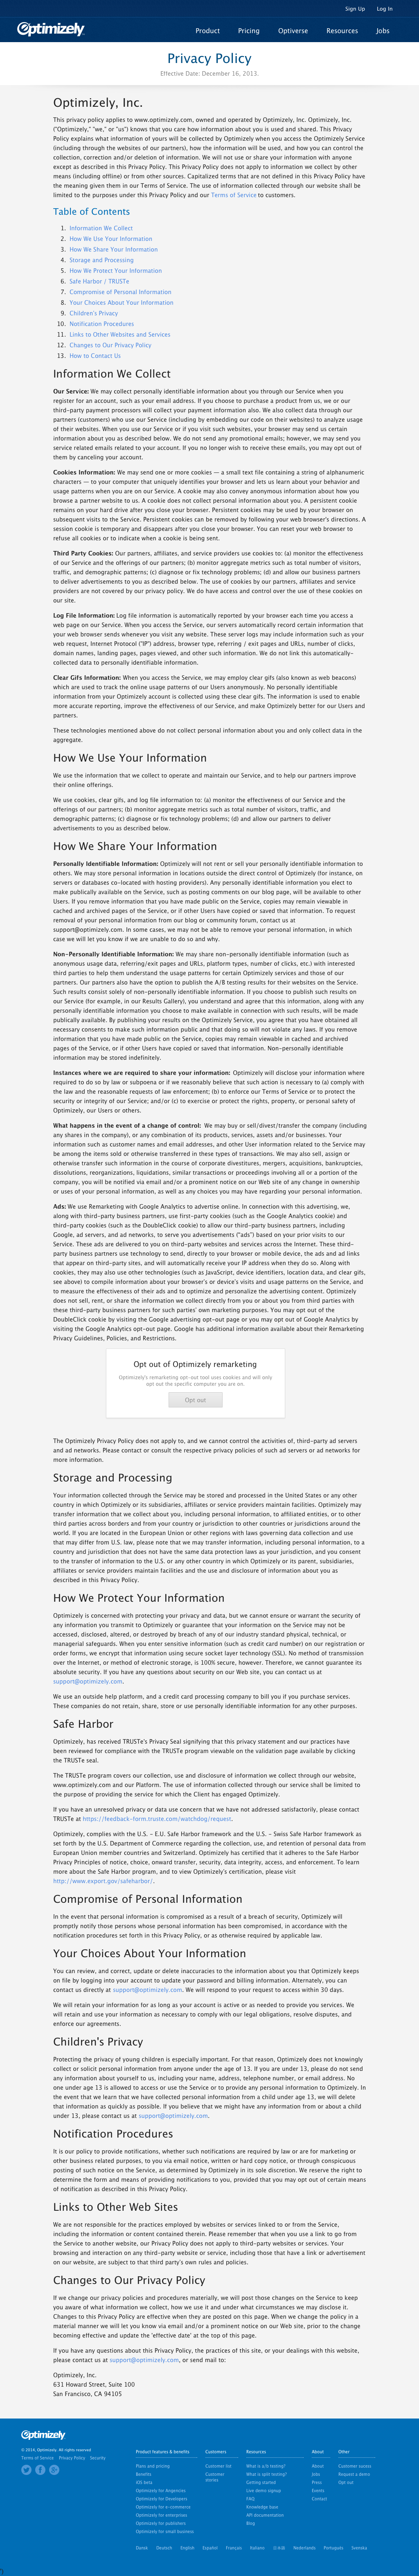 Sign Up Log In
Optimizely
Product Pricing Optiverse Resources Jobs
Privacy Policy
Effective Date: December 16, 2013.
Optimizely, Inc.
This privacy policy applies to www.optimizely.com, owned and operated by Optimizely, Inc. Optimizely, Inc.
("Optimizely," "we," or "us") knows that you care how information about you is used and shared. This Privacy
Policy explains what information of yours will be collected by Optimizely when you access the Optimizely Service
(including through the websites of our partners), how the information will be used, and how you can control the
collection, correction and/or deletion of information. We will not use or share your information with anyone
except as described in this Privacy Policy. This Privacy Policy does not apply to information we collect by other
means (including offline) or from other sources. Capitalized terms that are not defined in this Privacy Policy have
the meaning given them in our Terms of Service. The use of information collected through our website shall be
limited to the purposes under this Privacy Policy and our Terms of Service to customers.
Table of Contents
1. Information We Collect
2. How We Use Your Information
3. How We Share Your Information
4. Storage and Processing
5. How We Protect Your Information
6. Safe Harbor / TRUSTe
7. Compromise of Personal Information
8. Your Choices About Your Information
9. Children's Privacy
10. Notification Procedures
11. Links to Other Websites and Services
12. Changes to Our Privacy Policy
13. How to Contact Us
Information We Collect
Our Service: We may collect personally identifiable information about you through our Service when you
register for an account, such as your email address. If you choose to purchase a product from us, we or our
third-party payment processors will collect your payment information. We also collect data through our
partners (customers) who use our Service (including by embedding our code on their websites) to analyze usage
of their websites. When you use our Service or if you visit our website, your browser may send us certain
information about you as described below. We do not send promotional emails; however, we may send you
service related emails related to your account. If you no longer wish to receive these emails, you may opt out of
them by canceling your account.
Cookies Information: We may send one or more cookies — a small text file containing a string of alphanumeric
characters — to your computer that uniquely identifies your browser and lets us learn about your behavior and
usage patterns when you are on our Service. A cookie may also convey anonymous information about how you
browse a partner website to us. A cookie does not collect personal information about you. A persistent cookie
remains on your hard drive after you close your browser. Persistent cookies may be used by your browser on
subsequent visits to the Service. Persistent cookies can be removed by following your web browser's directions. A
session cookie is temporary and disappears after you close your browser. You can reset your web browser to
refuse all cookies or to indicate when a cookie is being sent.
Third Party Cookies: Our partners, affiliates, and service providers use cookies to: (a) monitor the effectiveness
of our Service and the offerings of our partners; (b) monitor aggregate metrics such as total number of visitors,
traffic, and demographic patterns; (c) diagnose or fix technology problems; and (d) allow our business partners
to deliver advertisements to you as described below. The use of cookies by our partners, affiliates and service
providers are not covered by our privacy policy. We do have access to and control over the use of these cookies
on our site.
Log File Information: Log file information is automatically reported by your browser each time you access a
web page on our Service. When you access the Service, our servers automatically record certain information that
your web browser sends whenever you visit any website. These server logs may include information such as your
web request, Internet Protocol ("IP") address, browser type, referring / exit pages and URLs, number of clicks,
domain names, landing pages, pages viewed, and other such information. We do not link this automatically-
collected data to personally identifiable information.
Clear Gifs Information: When you access the Service, we may employ clear gifs (also known as web beacons)
which are used to track the online usage patterns of our Users anonymously. No personally identifiable
information from your Optimizely account is collected using these clear gifs. The information is used to enable
more accurate reporting, improve the effectiveness of our Service, and make Optimizely better for our Users and
partners.
These technologies mentioned above do not collect personal information about you and only collect data in the
aggregate.
How We Use Your Information
We use the information that we collect to operate and maintain our Service, and to help our partners improve
their online offerings.
We use cookies, clear gifs, and log file information to: (a) monitor the effectiveness of our Service and the
offerings of our partners; (b) monitor aggregate metrics such as total number of visitors, traffic, and
demographic patterns; (c) diagnose or fix technology problems; (d) and allow our partners to deliver
advertisements to you as described below.
How We Share Your Information
Personally Identifiable Information: Optimizely will not rent or sell your personally identifiable information to
others. We may store personal information in locations outside the direct control of Optimizely (for instance, on
servers or databases co-located with hosting providers). Any personally identifiable information you elect to
make publically available on the Service, such as posting comments on our blog page, will be available to other
Users. If you remove information that you have made public on the Service, copies may remain viewable in
cached and archived pages of the Service, or if other Users have copied or saved that information. To request
removal of your personal information from our blog or community forum, contact us at
support@optimizely.com. In some cases, we may not be able to remove your personal information, in which
case we will let you know if we are unable to do so and why.
Non-Personally Identifiable Information: We may share non-personally identifiable information (such as
anonymous usage data, referring/exit pages and URLs, platform types, number of clicks, etc.) with interested
third parties to help them understand the usage patterns for certain Optimizely services and those of our
partners. Our partners also have the option to publish the A/B testing results for their websites on the Service.
Such results consist solely of non-personally identifiable information. If you choose to publish such results on
our Service (for example, in our Results Gallery), you understand and agree that this information, along with any
personally identifiable information you choose to make available in connection with such results, will be made
publically available. By publishing your results on the Optimizely Service, you agree that you have obtained all
necessary consents to make such information public and that doing so will not violate any laws. If you remove
information that you have made public on the Service, copies may remain viewable in cached and archived
pages of the Service, or if other Users have copied or saved that information. Non-personally identifiable
information may be stored indefinitely.
Instances where we are required to share your information: Optimizely will disclose your information where
required to do so by law or subpoena or if we reasonably believe that such action is necessary to (a) comply with
the law and the reasonable requests of law enforcement; (b) to enforce our Terms of Service or to protect the
security or integrity of our Service; and/or (c) to exercise or protect the rights, property, or personal safety of
Optimizely, our Users or others.
What happens in the event of a change of control: We may buy or sell/divest/transfer the company (including
any shares in the company), or any combination of its products, services, assets and/or businesses. Your
information such as customer names and email addresses, and other User information related to the Service may
be among the items sold or otherwise transferred in these types of transactions. We may also sell, assign or
otherwise transfer such information in the course of corporate divestitures, mergers, acquisitions, bankruptcies,
dissolutions, reorganizations, liquidations, similar transactions or proceedings involving all or a portion of the
company. you will be notified via email and/or a prominent notice on our Web Site of any change in ownership
or uses of your personal information, as well as any choices you may have regarding your personal information.
Ads: We use Remarketing with Google Analytics to advertise online. In connection with this advertising, we,
along with third-party business partners, use first-party cookies (such as the Google Analytics cookie) and
third-party cookies (such as the DoubleClick cookie) to allow our third-party business partners, including
Google, ad servers, and ad networks, to serve you advertisements ("ads") based on your prior visits to our
Service. These ads are delivered to you on third-party websites and services across the Internet. These third-
party business partners use technology to send, directly to your browser or mobile device, the ads and links
that appear on third-party sites, and will automatically receive your IP address when they do so. Along with
cookies, they may also use other technologies (such as JavaScript, device identifiers, location data, and clear gifs,
see above) to compile information about your browser's or device's visits and usage patterns on the Service, and
to measure the effectiveness of their ads and to personalize the advertising content. Optimizely
does not sell, rent, or share the information we collect directly from you or about you from third parties with
these third-party business partners for such parties' own marketing purposes. You may opt out of the
DoubleClick cookie by visiting the Google advertising opt-out page or you may opt out of Google Analytics by
visiting the Google Analytics opt-out page. Google has additional information available about their Remarketing
Privacy Guidelines, Policies, and Restrictions.
Opt out of Optimizely remarketing
Optimizely's remarketing opt-out tool uses cookies and will only
opt out the specific computer you are on.
Opt out
The Optimizely Privacy Policy does not apply to, and we cannot control the activities of, third-party ad servers
and ad networks. Please contact or consult the respective privacy policies of such ad servers or ad networks for
more information.
Storage and Processing
Your information collected through the Service may be stored and processed in the United States or any other
country in which Optimizely or its subsidiaries, affiliates or service providers maintain facilities. Optimizely may
transfer information that we collect about you, including personal information, to affiliated entities, or to other
third parties across borders and from your country or jurisdiction to other countries or jurisdictions around the
world. If you are located in the European Union or other regions with laws governing data collection and use
that may differ from U.S. law, please note that we may transfer information, including personal information, to a
country and jurisdiction that does not have the same data protection laws as your jurisdiction, and you consent
to the transfer of information to the U.S. or any other country in which Optimizely or its parent, subsidiaries,
affiliates or service providers maintain facilities and the use and disclosure of information about you as
described in this Privacy Policy.
How We Protect Your Information
Optimizely is concerned with protecting your privacy and data, but we cannot ensure or warrant the security of
any information you transmit to Optimizely or guarantee that your information on the Service may not be
accessed, disclosed, altered, or destroyed by breach of any of our industry standard physical, technical, or
managerial safeguards. When you enter sensitive information (such as a credit card number) on our registration
or order forms, we encrypt that information using secure socket layer technology (SSL). No method of transmission
over the Internet, or method of electronic storage, is 100% secure, however. Therefore, we cannot guarantee its
absolute security. If you have any questions about security on our Web site, you can contact us at
support@optimizely.com.
We use an outside help platform, and a credit card processing company to bill you if you purchase services.
These companies do not retain, share, store or use personally identifiable information for any other purposes.
Safe Harbor
Optimizely, has received TRUSTe's Privacy Seal signifying that this privacy statement and our practices have
been reviewed for compliance with the TRUSTe program viewable on the validation page available by clicking
the TRUSTe seal.
The TRUSTe program covers our collection, use and disclosure of information we collect through our website,
www.optimizely.com and our Platform. The use of information collected through our service shall be limited to
the purpose of providing the service for which the Client has engaged Optimizely.
If you have an unresolved privacy or data use concern that we have not addressed satisfactorily, please contact
TRUSTe at https://feedback-form.truste.com/watchdog/request.
Optimizely, complies with the U.S. - E.U. Safe Harbor framework and the U.S. - Swiss Safe Harbor framework as
set forth by the U.S. Department of Commerce regarding the collection, use, and retention of personal data from
European Union member countries and Switzerland. Optimizely has certified that it adheres to the Safe Harbor
Privacy Principles of notice, choice, onward transfer, security, data integrity, access, and enforcement. To learn
more about the Safe Harbor program, and to view Optimizely's certification, please visit
http://www.export.gov/safeharbor/.
Compromise of Personal Information
In the event that personal information is compromised as a result of a breach of security, Optimizely will
promptly notify those persons whose personal information has been compromised, in accordance with the
notification procedures set forth in this Privacy Policy, or as otherwise required by applicable law.
Your Choices About Your Information
You can review, and correct, update or delete inaccuracies to the information about you that Optimizely keeps
on file by logging into your account to update your password and billing information. Alternately, you can
contact us directly at support@optimizely.com. We will respond to your request to access within 30 days.
We will retain your information for as long as your account is active or as needed to provide you services. We
will retain and use your information as necessary to comply with our legal obligations, resolve disputes, and
enforce our agreements.
Children's Privacy
Protecting the privacy of young children is especially important. For that reason, Optimizely does not knowingly
collect or solicit personal information from anyone under the age of 13. If you are under 13, please do not send
any information about yourself to us, including your name, address, telephone number, or email address. No
one under age 13 is allowed to access or use the Service or to provide any personal information to Optimizely. In
the event that we learn that we have collected personal information from a child under age 13, we will delete
that information as quickly as possible. If you believe that we might have any information from or about a child
under 13, please contact us at support@optimizely.com.
Notification Procedures
It is our policy to provide notifications, whether such notifications are required by law or are for marketing or
other business related purposes, to you via email notice, written or hard copy notice, or through conspicuous
posting of such notice on the Service, as determined by Optimizely in its sole discretion. We reserve the right to
determine the form and means of providing notifications to you, provided that you may opt out of certain means
of notification as described in this Privacy Policy.
Links to Other Web Sites
We are not responsible for the practices employed by websites or services linked to or from the Service,
including the information or content contained therein. Please remember that when you use a link to go from
the Service to another website, our Privacy Policy does not apply to third-party websites or services. Your
browsing and interaction on any third-party website or service, including those that have a link or advertisement
on our website, are subject to that third party's own rules and policies.
Changes to Our Privacy Policy
If we change our privacy policies and procedures materially, we will post those changes on the Service to keep
you aware of what information we collect, how we use it and under what circumstances we may disclose it.
Changes to this Privacy Policy are effective when they are posted on this page. When we change the policy in a
material manner we will let you know via email and/or a prominent notice on our Web site, prior to the change
becoming effective and update the 'effective date' at the top of this page.
If you have any questions about this Privacy Policy, the practices of this site, or your dealings with this website,
please contact us at support@optimizely.com, or send mail to:
Optimizely, Inc.
631 Howard Street, Suite 100
San Francisco, CA 94105
Optimizely
© 2014, Optimizely. All rights reserved
Terms of Service Privacy Policy Security
Product features & benefits
Plans and pricing
Benefits
iOS beta
Optimizely for Agencies
Optimizely for Developers
Optimizely for e-commerce
Optimizely for enterprises
Optimizely for publishers
Optimizely for small business
Customers
Customer list
Customer
stories
Resources
What is a/b testing?
What is split testing?
Getting started
Live demo signup
FAQ
Knowledge base
API documentation
Blog
About
About
Jobs
Press
Events
Contact
Other
Customer sucess
Request a demo
Opt out
Dansk Deutsch English Español Français Italiano 日本語 Nederlands Português Svenska